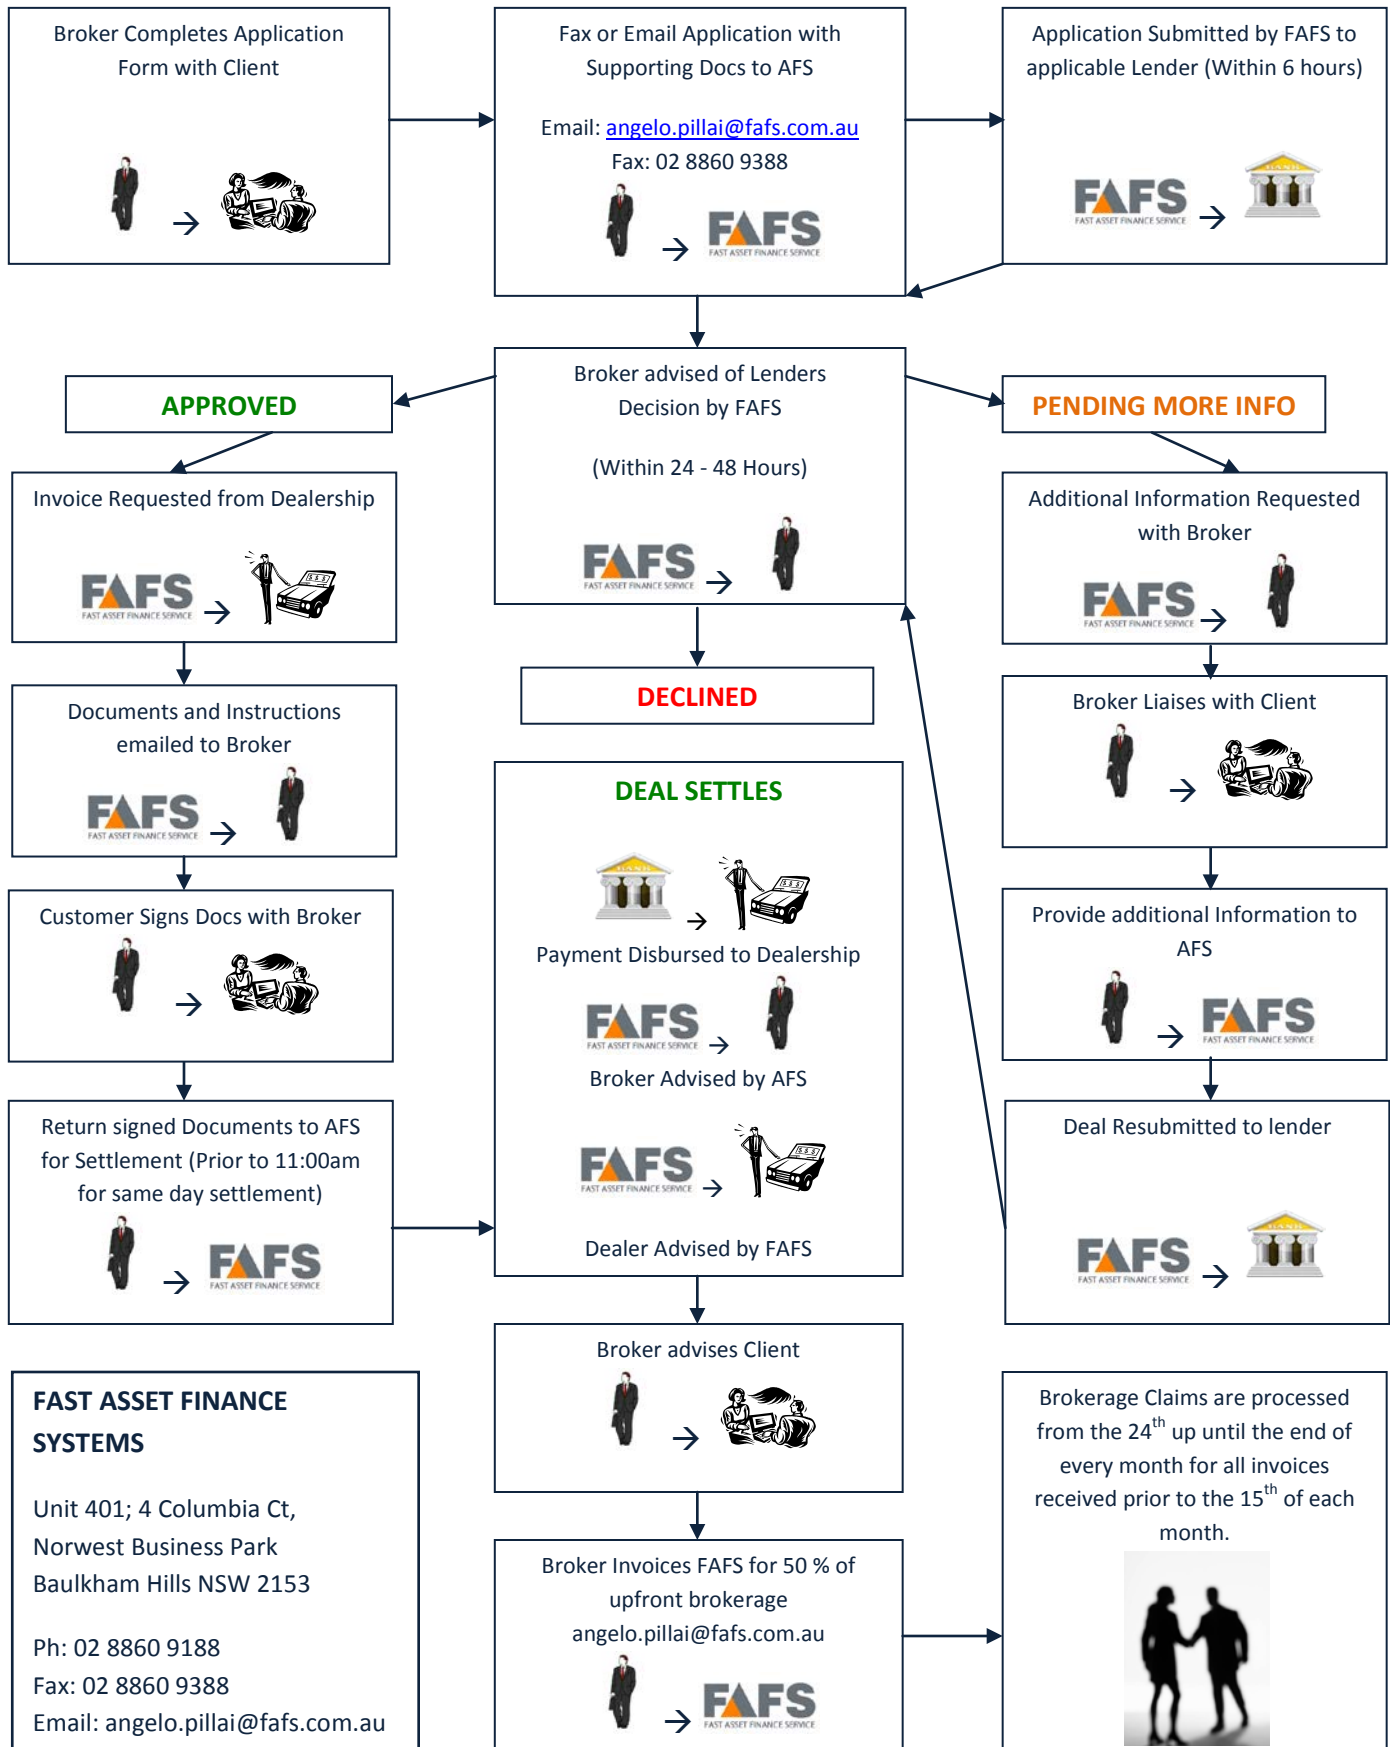 Broker Completes Application
Form with Client
Fax or Email Application with
Supporting Docs to AFS
Email: angelo.pillai@fafs.com.au
Fax: 02 8860 9388
FAFS
FAST ASSET FINANCE SERVICE
Application Submitted by FAFS to
applicable Lender (Within 6 hours)
FAFS
FAST ASSET FINANCE SERVICE
BANK
Broker advised of Lenders
Decision by FAFS
(Within 24 - 48 Hours)
FAFS
FAST ASSET FINANCE SERVICE
APPROVED
PENDING MORE INFO
DECLINED
Invoice Requested from Dealership
FAFS
FAST ASSET FINANCE SERVICE
$ $ $
Documents and Instructions
emailed to Broker
FAFS
FAST ASSET FINANCE SERVICE
Customer Signs Docs with Broker
Return signed Documents to AFS
for Settlement (Prior to 11:00am
for same day settlement)
FAFS
FAST ASSET FINANCE SERVICE
Additional Information Requested
with Broker
FAFS
FAST ASSET FINANCE SERVICE
Broker Liaises with Client
Provide additional Information to
AFS
FAFS
FAST ASSET FINANCE SERVICE
Deal Resubmitted to lender
FAFS
FAST ASSET FINANCE SERVICE
BANK
DEAL SETTLES
BANK
$ $ $
Payment Disbursed to Dealership
FAFS
FAST ASSET FINANCE SERVICE
Broker Advised by AFS
FAFS
FAST ASSET FINANCE SERVICE
$ $ $
Dealer Advised by FAFS
Broker advises Client
Broker Invoices FAFS for 50 % of
upfront brokerage
angelo.pillai@fafs.com.au
FAFS
FAST ASSET FINANCE SERVICE
Brokerage Claims are processed
from the 24th up until the end of
every month for all invoices
received prior to the 15th of each
month.
FAST ASSET FINANCE
SYSTEMS
Unit 401; 4 Columbia Ct,
Norwest Business Park
Baulkham Hills NSW 2153
Ph: 02 8860 9188
Fax: 02 8860 9388
Email: angelo.pillai@fafs.com.au